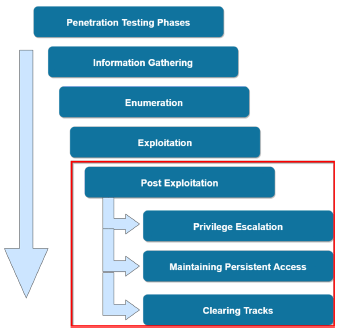 Penetration Testing Phases
Information Gathering
Enumeration
Exploitation
Post Exploitation
Privilege Escalation
Maintaining Persistent Access
Clearing Tracks